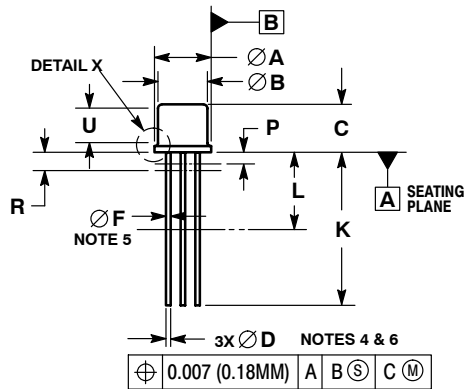 B
⌀A
DETAIL X
⌀B
U
P
C
R
L
A
SEATING
PLANE
⌀F
NOTE 5
K
3X ⌀D
NOTES 4 & 6
⌖ 0.007 (0.18MM) A B Ⓢ C Ⓜ